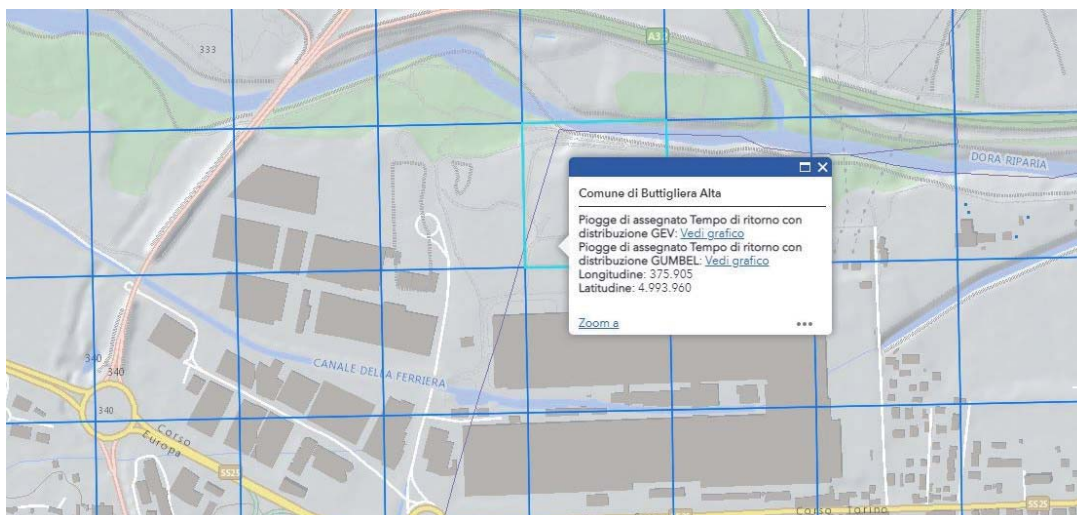 333
A32
DORA RIPARIA
Comune di Buttigliera Alta
Piogge di assegnato Tempo di ritorno con
distribuzione GEV: Vedi grafico
Piogge di assegnato Tempo di ritorno con
distribuzione GUMBEL: Vedi grafico
Longitudine: 375.905
Latitudine: 4.993.960
Zoom a
CANALE DELLA FERRIERA
340
340
340
Corso
Europa
SS25
Corso Torino
SS25